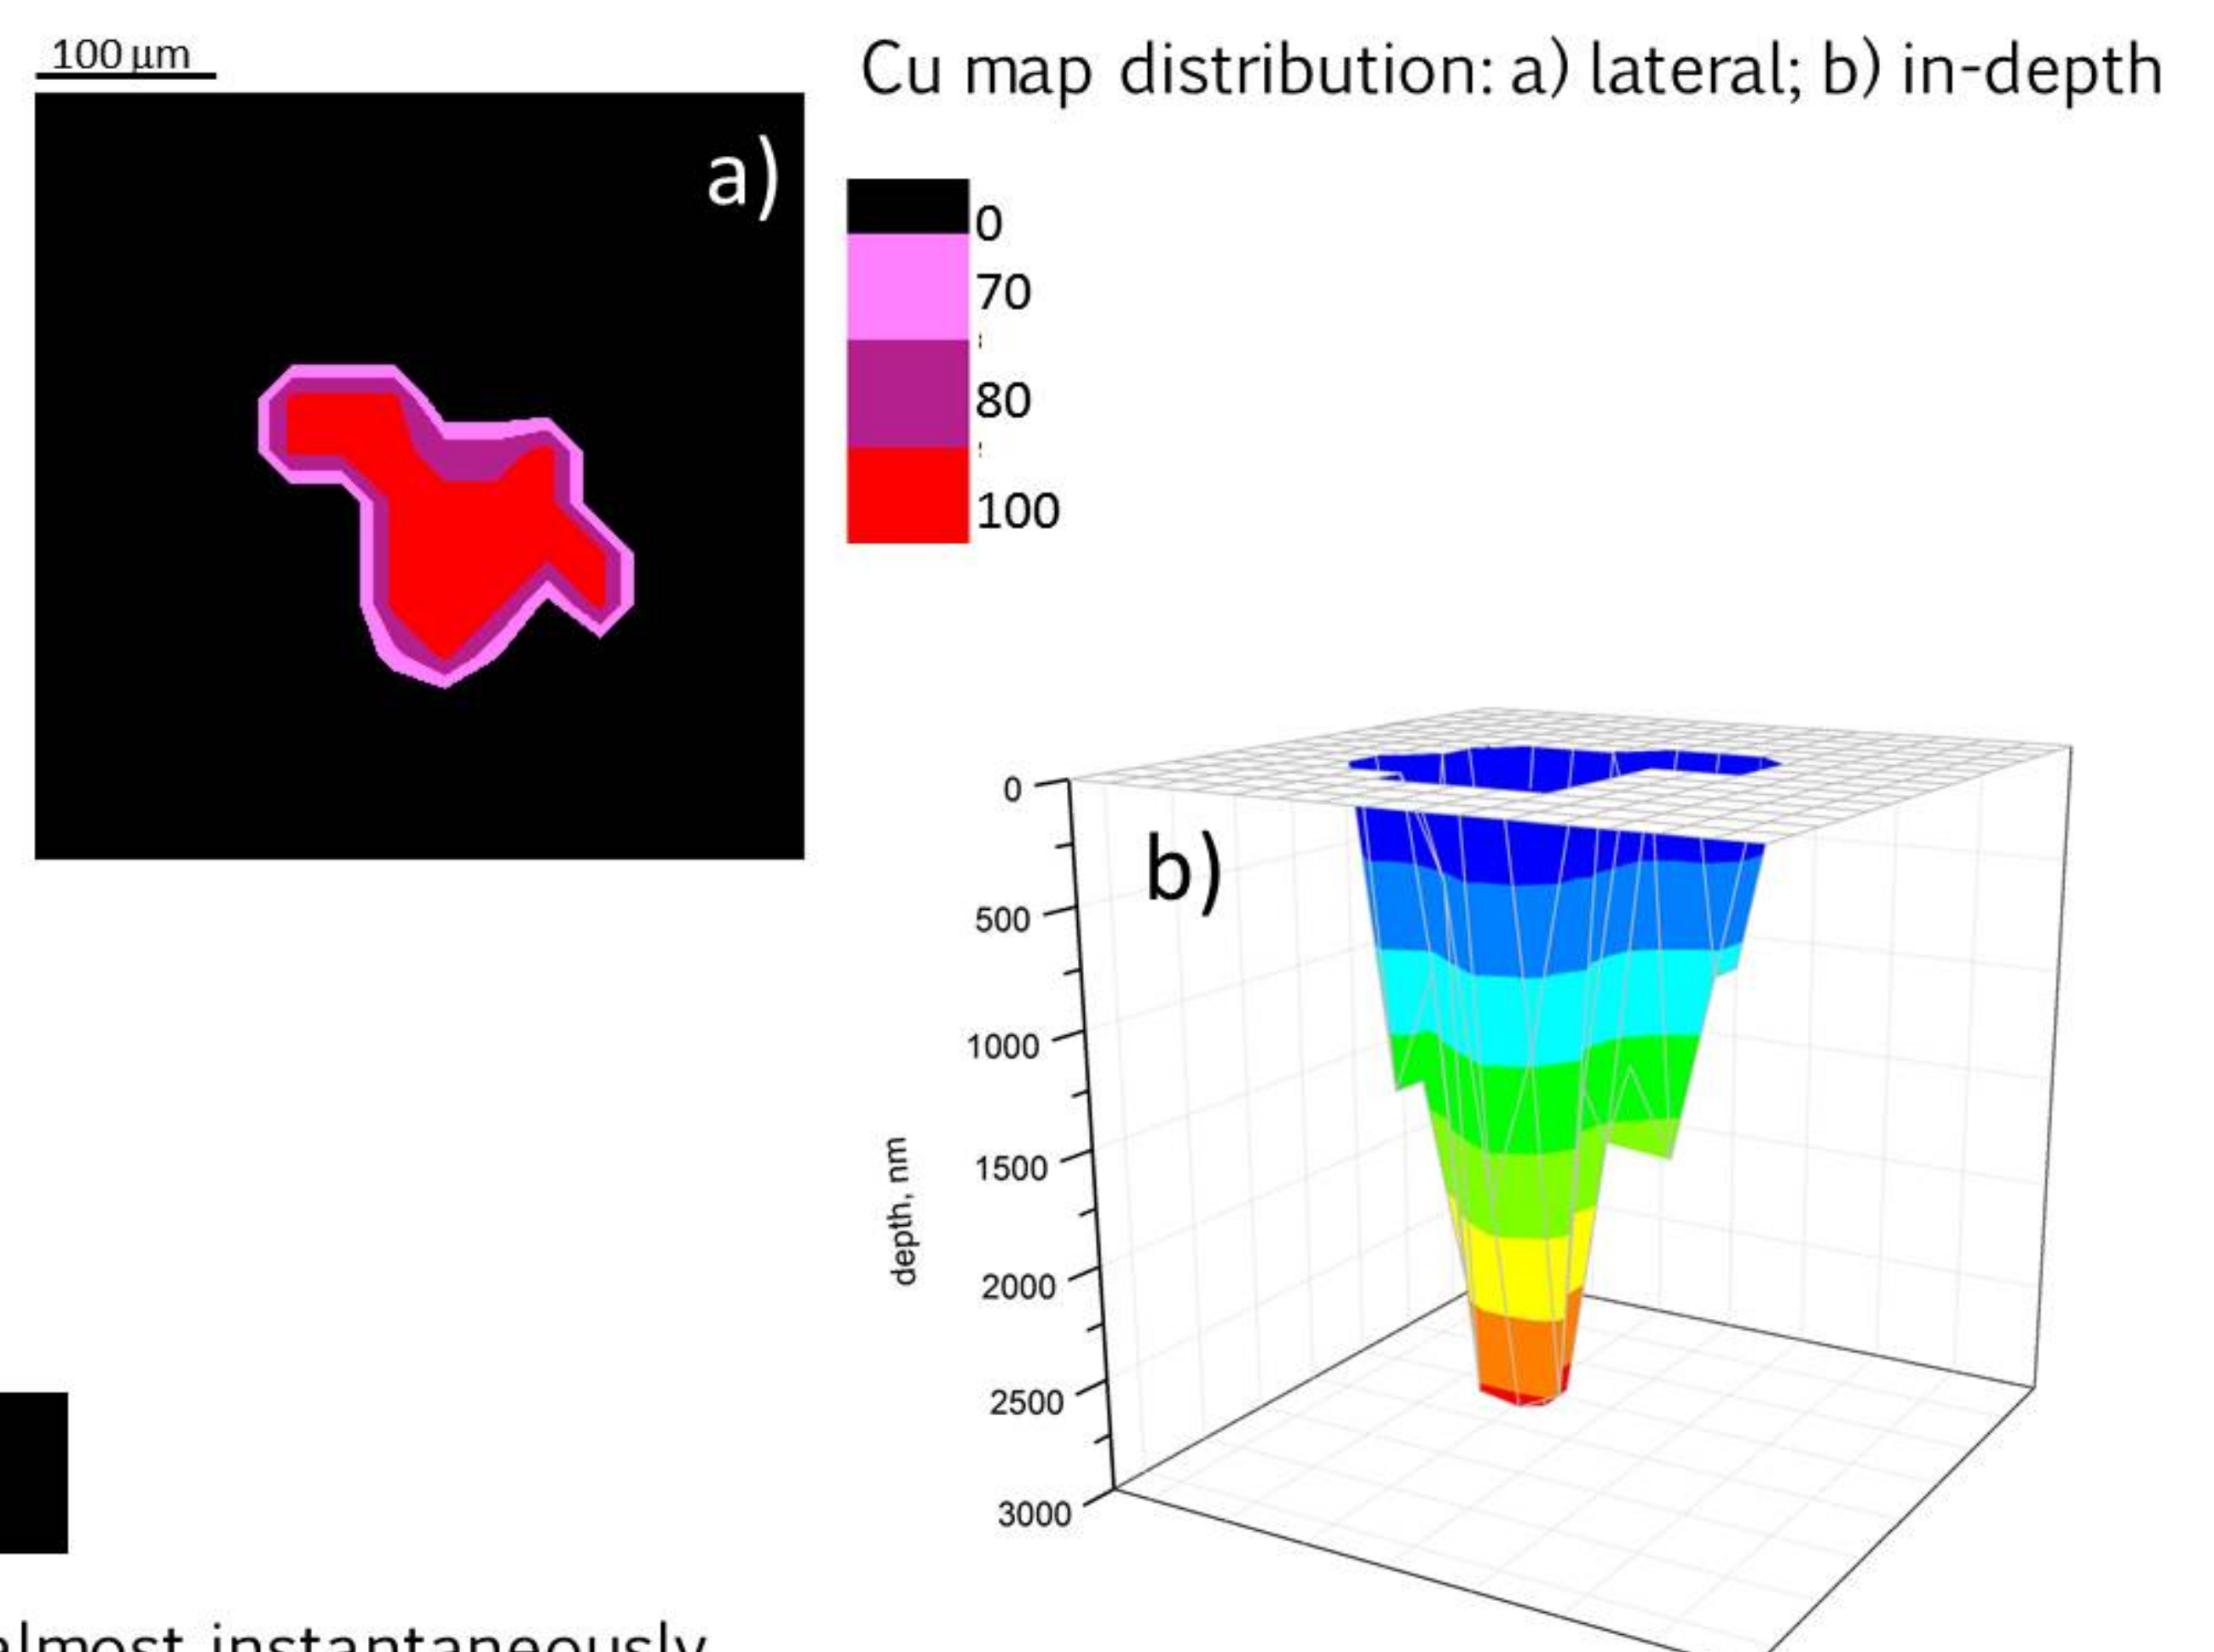 100 µm
Cu map distribution: a) lateral; b) in-depth
a)
0
70
80
100
b)
0
500
1000
1500
2000
2500
3000
depth, nm
almost instantaneously